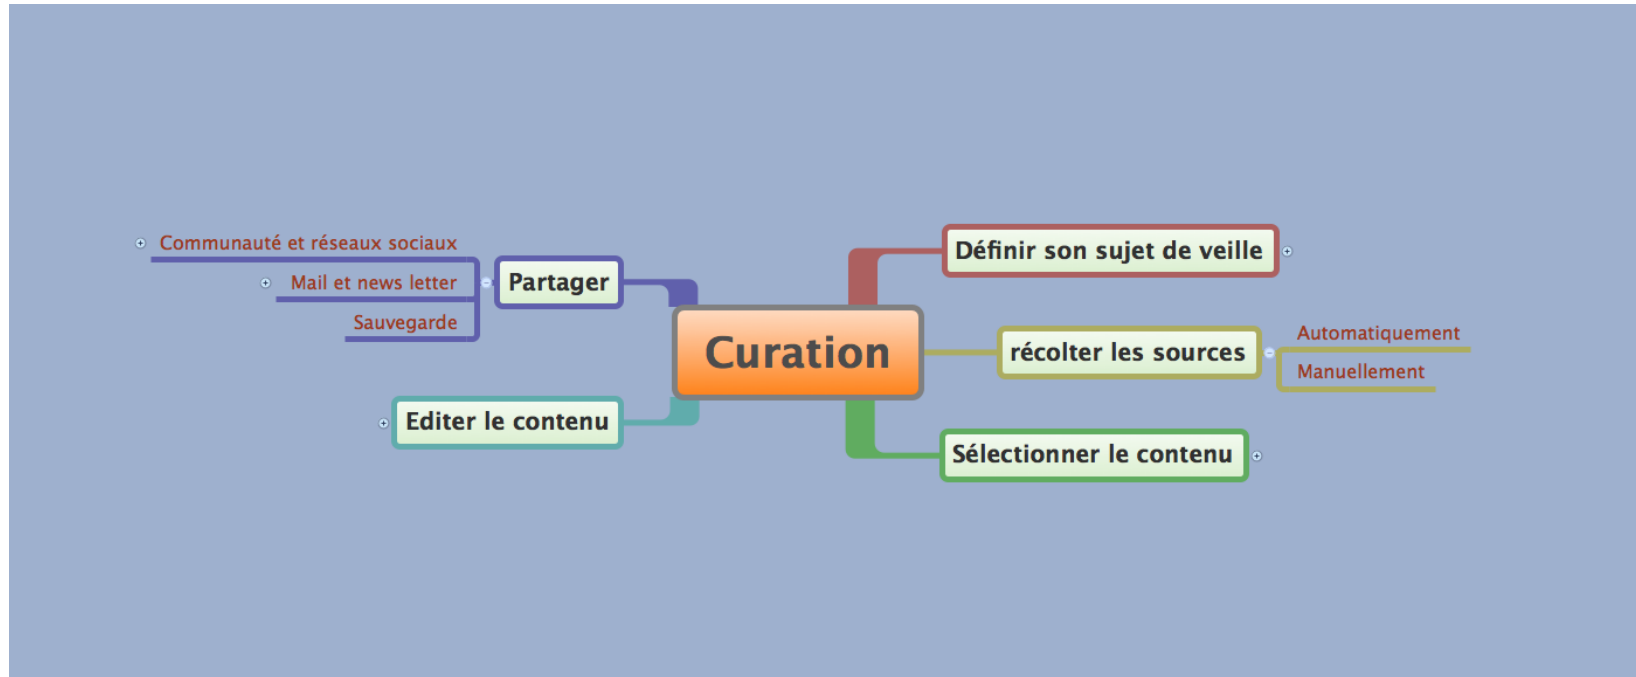 Communauté et réseaux sociaux
Mail et news letter
Sauvegarde
Partager
Editer le contenu
Curation
Définir son sujet de veille
récolter les sources
Automatiquement
Manuellement
Sélectionner le contenu